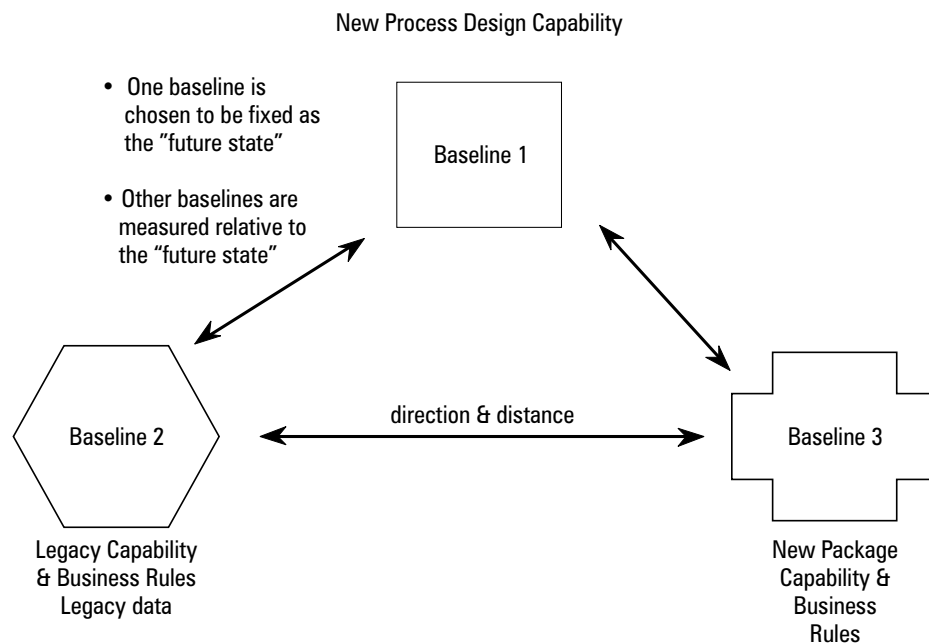 New Process Design Capability
• One baseline is
chosen to be fixed as
the ”future state”
• Other baselines are
measured relative to
the “future state”
Baseline 1
direction & distance
Baseline 2
Baseline 3
Legacy Capability
& Business Rules
Legacy data
New Package
Capability &
Business
Rules